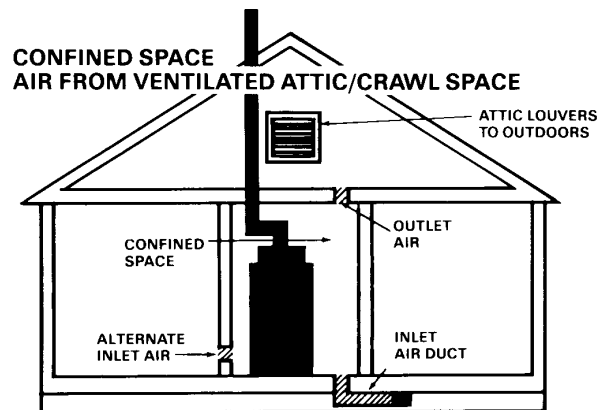 CONFINED SPACE
AIR FROM VENTILATED ATTIC/CRAWL SPACE
ATTIC LOUVERS
TO OUTDOORS
OUTLET
AIR
CONFINED
SPACE
ALTERNATE
INLET AIR
INLET
AIR DUCT